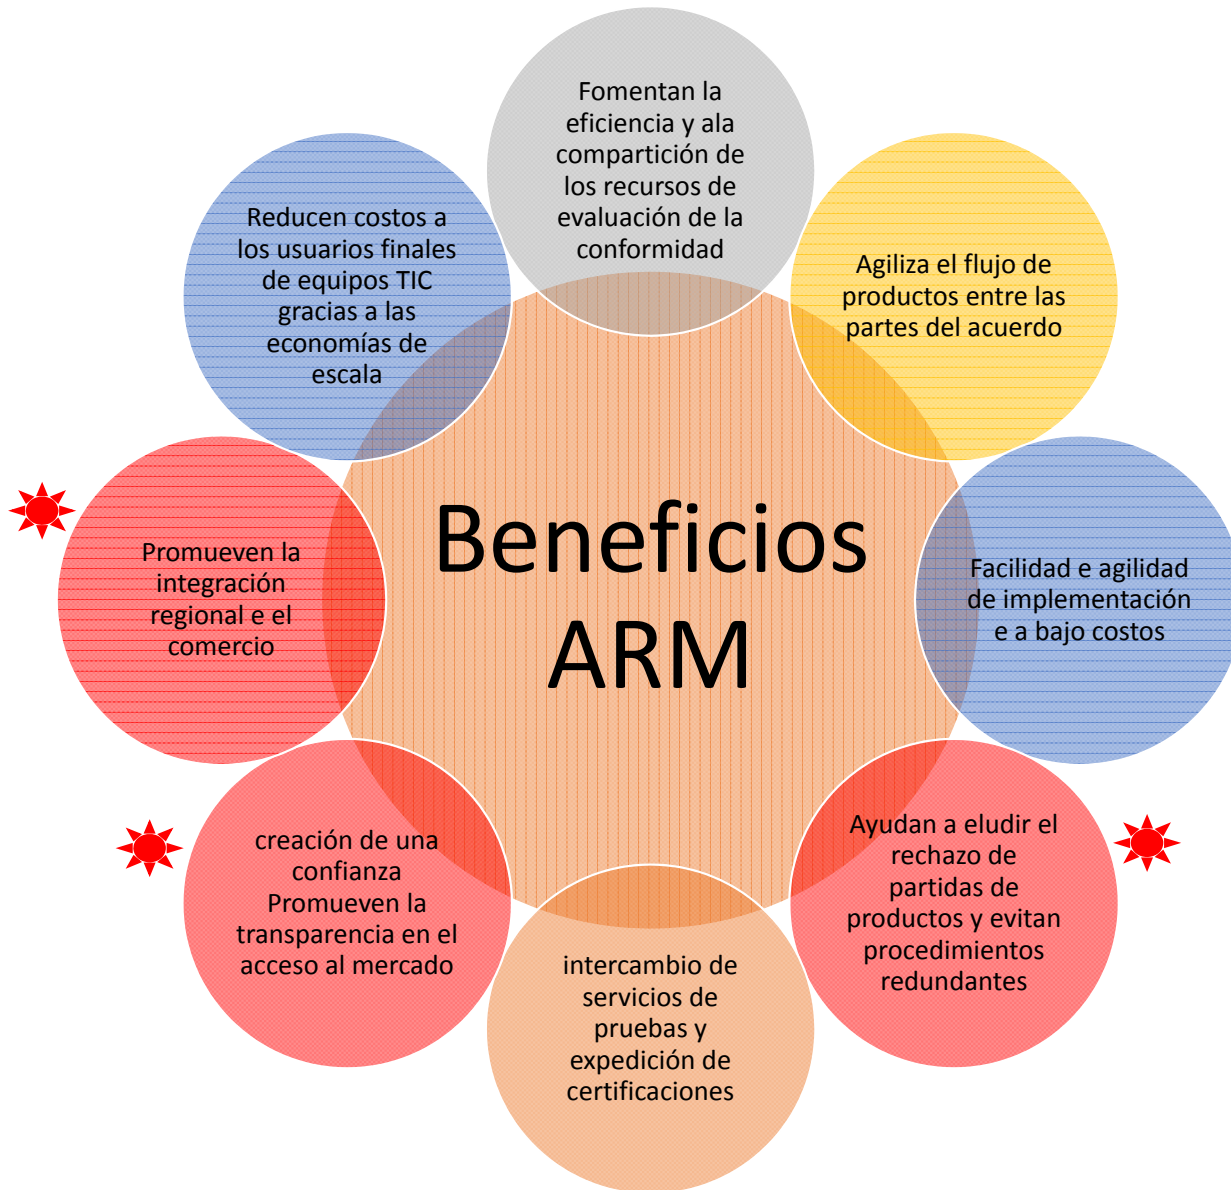 Fomentan la
eficiencia y ala
compartición de
los recursos de
evaluación de la
conformidad
Agiliza el flujo de
productos entre las
partes del acuerdo
Facilidad e agilidad
de implementación
e a bajo costos
Ayudan a eludir el
rechazo de
partidas de
productos y evitan
procedimientos
redundantes
intercambio de
servicios de
pruebas y
expedición de
certificaciones
creación de una
confianza
Promueven la
transparencia en el
acceso al mercado
Promueven la
integración
regional e el
comercio
Reducen costos a
los usuarios finales
de equipos TIC
gracias a las
economías de
escala
Beneficios
ARM